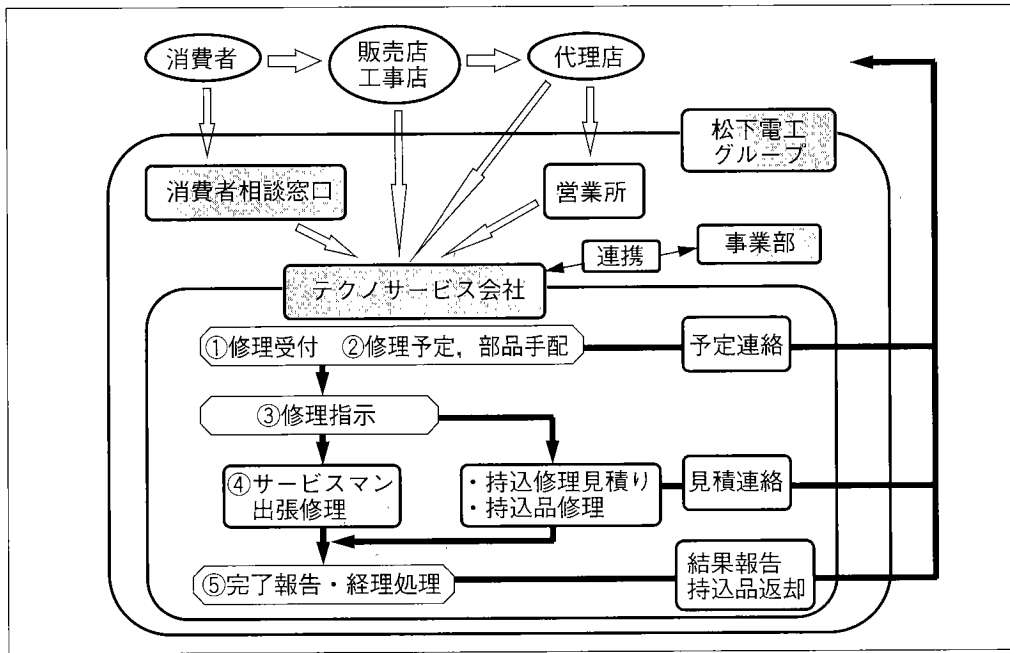 消費者
販売店
工事店
代理店
松下電工
グループ
消費者相談窓口
営業所
連携
事業部
テクノサービス会社
①修理受付 ②修理予定，部品手配
予定連絡
③修理指示
④サービスマン
出張修理
・持込修理見積り
・持込品修理
見積連絡
⑤完了報告・経理処理
結果報告
持込品返却